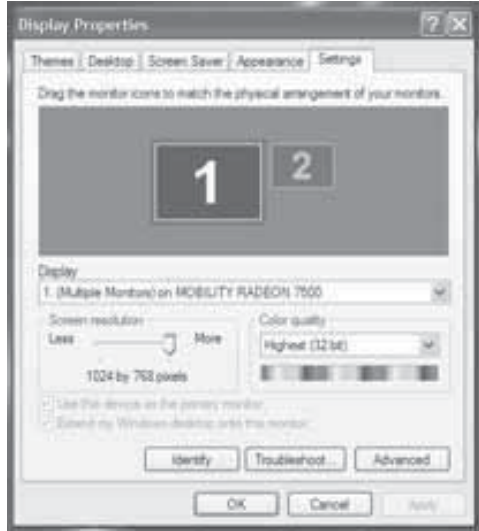 Display Properties
Themes Desktop Screen Saver Appearance Settings
Drag the monitor icons to match the physical arrangement of your monitors.
1 2
Display
1. (Multiple Monitors) on MOBILITY RADEON 7500
Screen resolution
Less More
1024 by 768 pixels
Color quality
Highest (32 bit)
Use this device as the primary monitor.
Extend my Windows desktop onto this monitor.
Identify Troubleshoot... Advanced
OK Cancel Apply